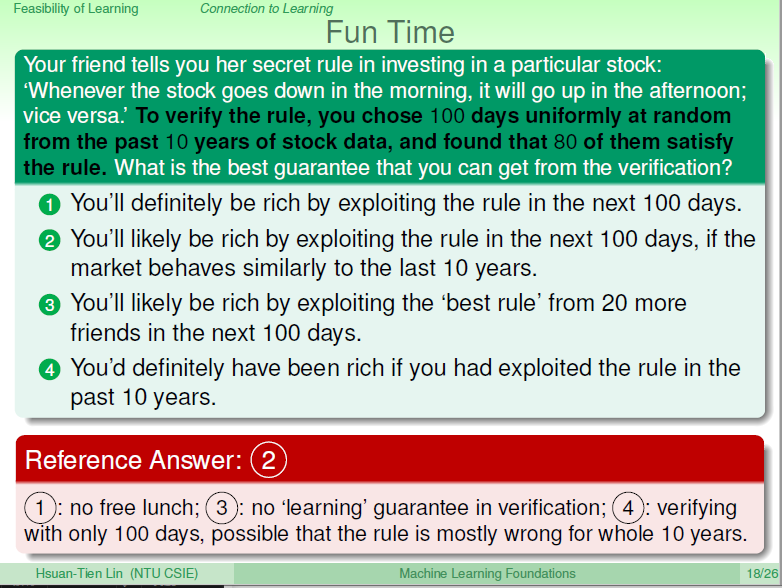 Feasibility of Learning Connection to Learning
Fun Time
Your friend tells you her secret rule in investing in a particular stock:
‘Whenever the stock goes down in the morning, it will go up in the afternoon;
vice versa.’ To verify the rule, you chose 100 days uniformly at random
from the past 10 years of stock data, and found that 80 of them satisfy
the rule. What is the best guarantee that you can get from the verification?
1 You’ll definitely be rich by exploiting the rule in the next 100 days.
2 You’ll likely be rich by exploiting the rule in the next 100 days, if the
market behaves similarly to the last 10 years.
3 You’ll likely be rich by exploiting the ‘best rule’ from 20 more
friends in the next 100 days.
4 You’d definitely have been rich if you had exploited the rule in the
past 10 years.
Reference Answer: 2
1: no free lunch; 3: no ‘learning’ guarantee in verification; 4: verifying
with only 100 days, possible that the rule is mostly wrong for whole 10 years.
Hsuan-Tien Lin (NTU CSIE) Machine Learning Foundations 18/26